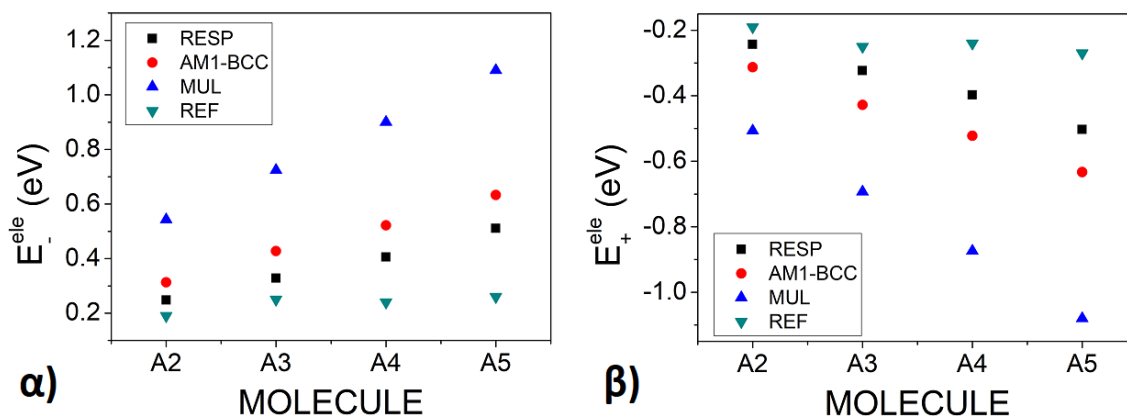 1.2
1.0
0.8
0.6
0.4
0.2
E_-^ele (eV)
RESP
AM1-BCC
MUL
REF
A2 A3 A4 A5
MOLECULE
α)
-0.2
-0.4
-0.6
-0.8
-1.0
E_+^ele (eV)
RESP
AM1-BCC
MUL
REF
A2 A3 A4 A5
MOLECULE
β)